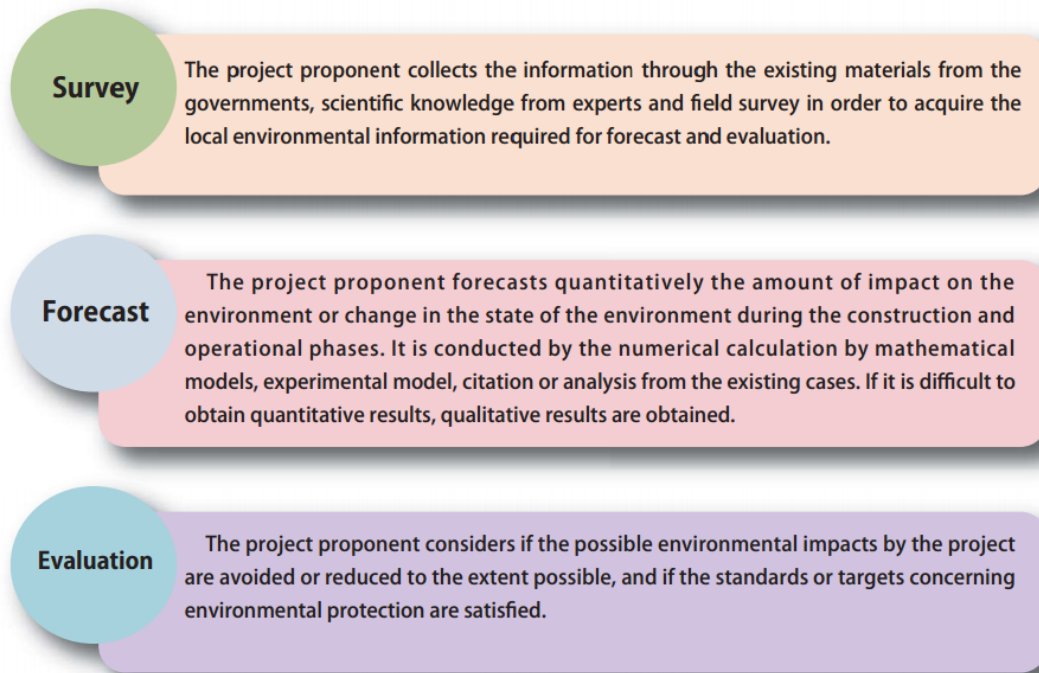 Survey
The project proponent collects the information through the existing materials from the
governments, scientific knowledge from experts and field survey in order to acquire the
local environmental information required for forecast and evaluation.
Forecast
The project proponent forecasts quantitatively the amount of impact on the
environment or change in the state of the environment during the construction and
operational phases. It is conducted by the numerical calculation by mathematical
models, experimental model, citation or analysis from the existing cases. If it is difficult to
obtain quantitative results, qualitative results are obtained.
Evaluation
The project proponent considers if the possible environmental impacts by the project
are avoided or reduced to the extent possible, and if the standards or targets concerning
environmental protection are satisfied.